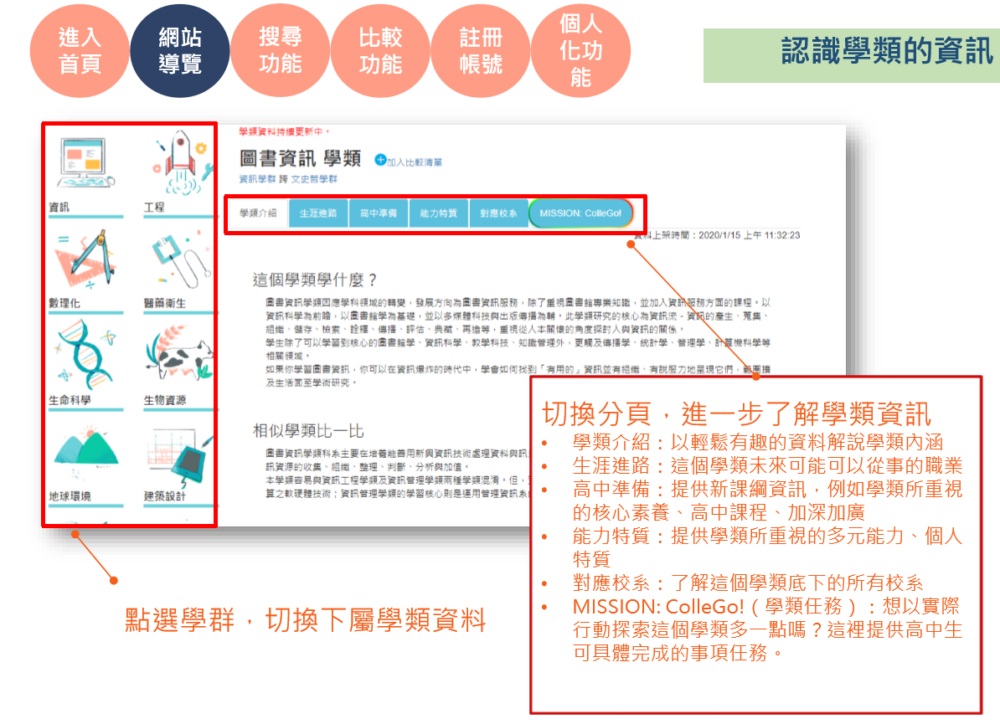 進入
首頁
網站
導覽
搜尋
功能
比較
功能
註冊
帳號
個人
化功
能
認識學類的資訊
資訊
工程
數理化
醫藥衛生
生命科學
生物資源
地球環境
建築設計
學類資料持續更新中。
圖書資訊 學類
加入比較清單
資訊學群 跨 文史哲學群
學類介紹
生涯進路
高中準備
能力特質
對應校系
MISSION: ColleGo!
資料上架時間：2020/1/15 上午 11:32:23
這個學類學什麼？
圖書資訊學類因應學科領域的轉變，發展方向為圖書資訊服務，除了重視圖書館專業知識，並加入資訊服務方面的課程。以
資訊科學為前瞻，以圖書館學為基礎，並以多媒體科技與出版傳播為輔。此學類研究的核心為資訊流－資訊的產生、蒐集、
組織、儲存、檢索、詮釋、傳播、評估、典藏、再造等，重視從人本關懷的角度探討人與資訊的關係。
學生除了可以學習到核心的圖書館學、資訊科學、教學科技、知識管理外，更觸及傳播學、統計學、管理學、計算機科學等
相關領域。
如果你學習圖書資訊，你可以在資訊爆炸的時代中，學會如何找到「有用的」資訊並有組織、有說服力地呈現它們，範圍擴
及生活面至學術研究。
相似學類比一比
圖書資訊學類科系主要在培養能善用新興資訊技術處理資料與訊
訊資源的收集、組織、整理、判斷、分析與加值。
本學類容易與資訊工程學類及資訊管理學類兩種學類混淆。但，
算之軟硬體技術；資訊管理學類的學習核心則是運用管理資訊系
切換分頁，進一步了解學類資訊
• 學類介紹：以輕鬆有趣的資料解說學類內涵
• 生涯進路：這個學類未來可能可以從事的職業
• 高中準備：提供新課綱資訊，例如學類所重視
的核心素養、高中課程、加深加廣
• 能力特質：提供學類所重視的多元能力、個人
特質
• 對應校系：了解這個學類底下的所有校系
• MISSION: ColleGo!（學類任務）：想以實際
行動探索這個學類多一點嗎？這裡提供高中生
可具體完成的事項任務。
點選學群，切換下屬學類資料